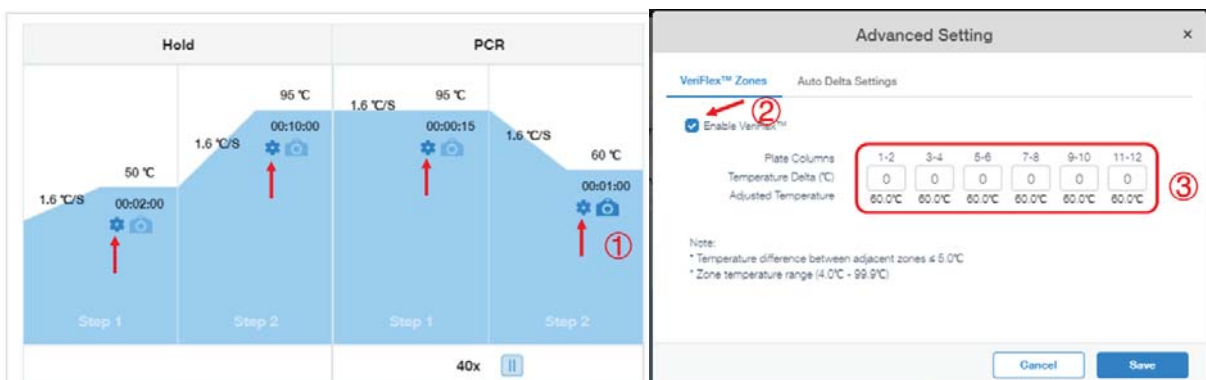 Hold
PCR
95 ℃
95 ℃
1.6 ℃/S
00:10:00
00:00:15
1.6 ℃/S
1.6 ℃/S
60 ℃
50 ℃
00:01:00
1.6 ℃/S
00:02:00
①
Step 1
Step 2
Step 1
Step 2
40x
Advanced Setting
×
VeriFlex™ Zones
Auto Delta Settings
②
Enable VeriFlex™
Plate Columns 1-2 3-4 5-6 7-8 9-10 11-12
Temperature Delta (℃) 0 0 0 0 0 0
③
Adjusted Temperature 60.0℃ 60.0℃ 60.0℃ 60.0℃ 60.0℃ 60.0℃
Note:
* Temperature difference between adjacent zones ≤ 5.0℃
* Zone temperature range (4.0℃ - 99.9℃)
Cancel
Save